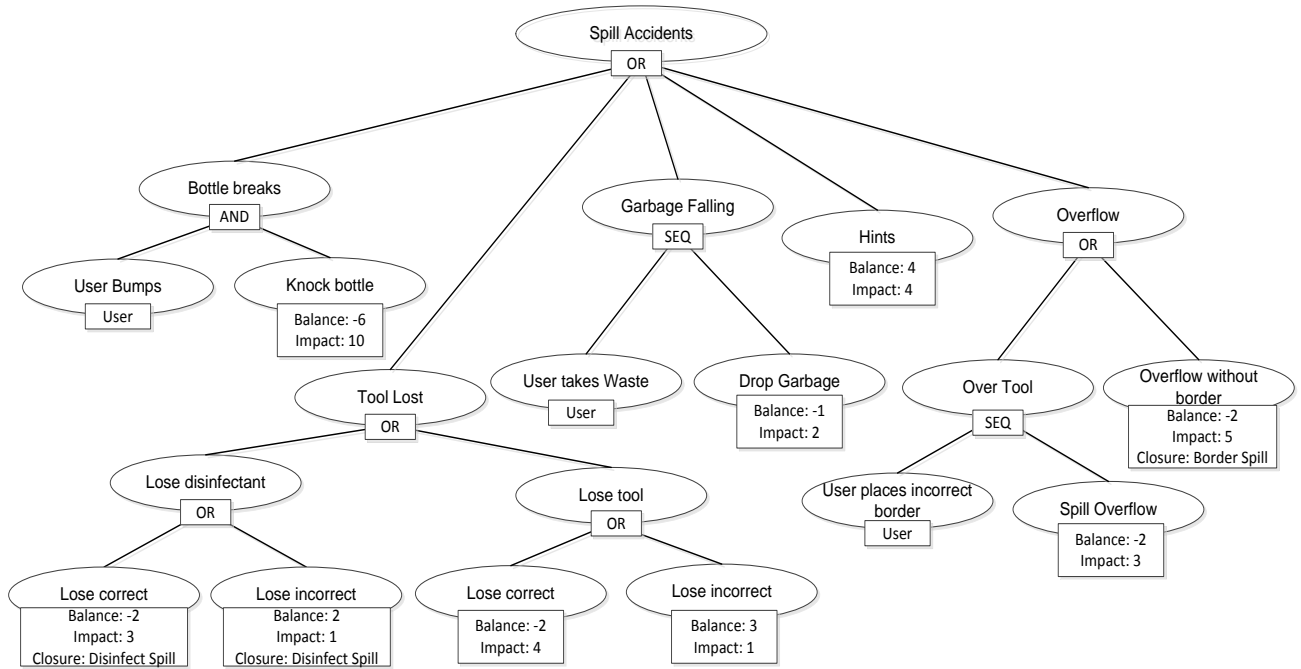 Spill Accidents
OR
Bottle breaks
AND
User Bumps
User
Knock bottle
Balance: -6
Impact: 10
Tool Lost
OR
Lose disinfectant
OR
Lose correct
Balance: -2
Impact: 3
Closure: Disinfect Spill
Lose incorrect
Balance: 2
Impact: 1
Closure: Disinfect Spill
Lose tool
OR
Lose correct
Balance: -2
Impact: 4
Lose incorrect
Balance: 3
Impact: 1
Garbage Falling
SEQ
User takes Waste
User
Drop Garbage
Balance: -1
Impact: 2
Hints
Balance: 4
Impact: 4
Overflow
OR
Over Tool
SEQ
User places incorrect
border
User
Spill Overflow
Balance: -2
Impact: 3
Overflow without
border
Balance: -2
Impact: 5
Closure: Border Spill